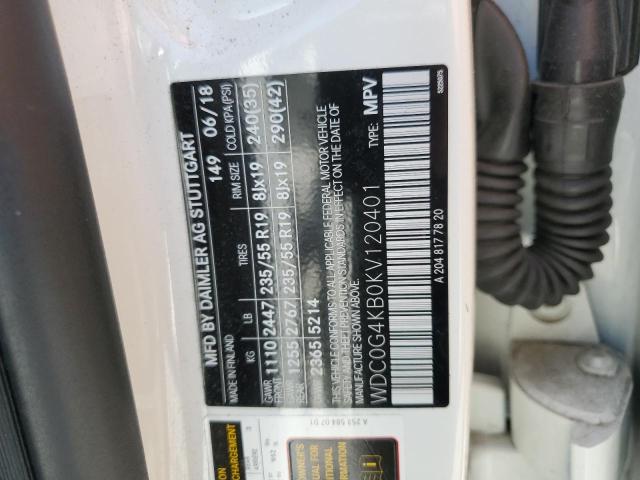 MFD BY DAIMLER AG STUTTGART
MADE IN FINLAND 149 06/18
KG LB TIRES RIM SIZE COLD KPA(PSI)
GAWR FRONT 1110 2447 235/55 R19 8Jx19 240(35)
GAWR REAR 1255 2767 235/55 R19 8Jx19 290(42)
GVWR 2365 5214
THIS VEHICLE CONFORMS TO ALL APPLICABLE FEDERAL MOTOR VEHICLE
SAFETY, BUMPER, AND THEFT PREVENTION STANDARDS IN EFFECT ON THE DATE OF
MANUFACTURE SHOWN ABOVE.
WDC0G4KB0KV120401 TYPE: MPV
A 204 817 78 20
5225075
A 253 584 07 01